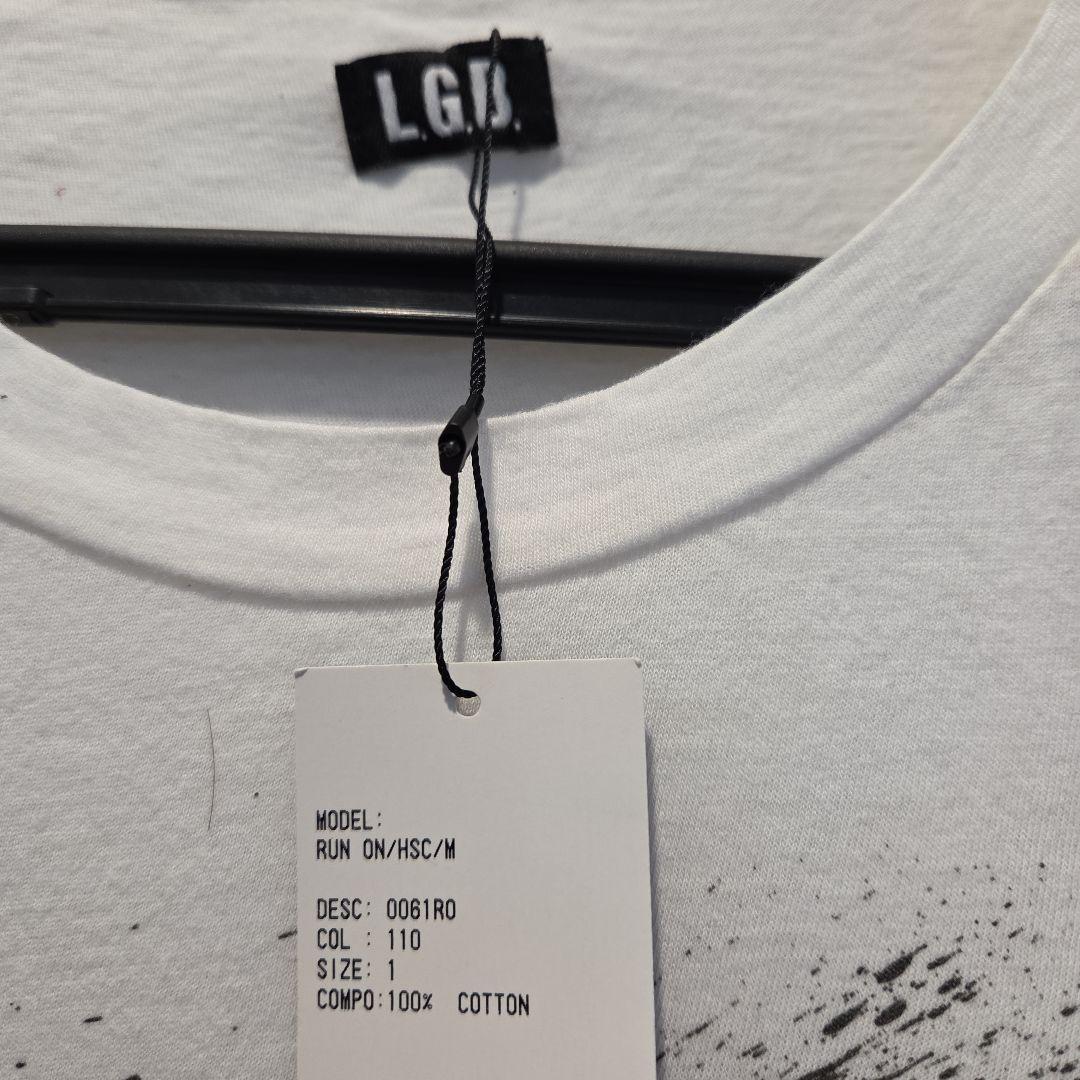 L.G.B.
MODEL:
RUN ON/HSC/M
DESC: 0061RO
COL : 110
SIZE: 1
COMPO:100% COTTON